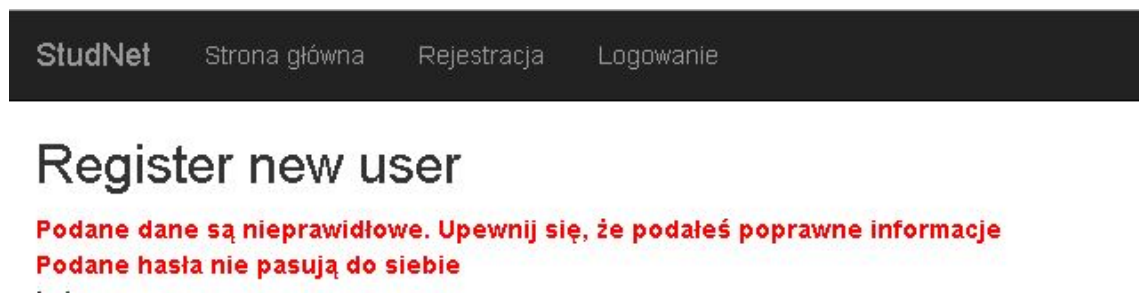 StudNet Strona główna Rejestracja Logowanie
Register new user
Podane dane są nieprawidłowe. Upewnij się, że podałeś poprawne informacje
Podane hasła nie pasują do siebie